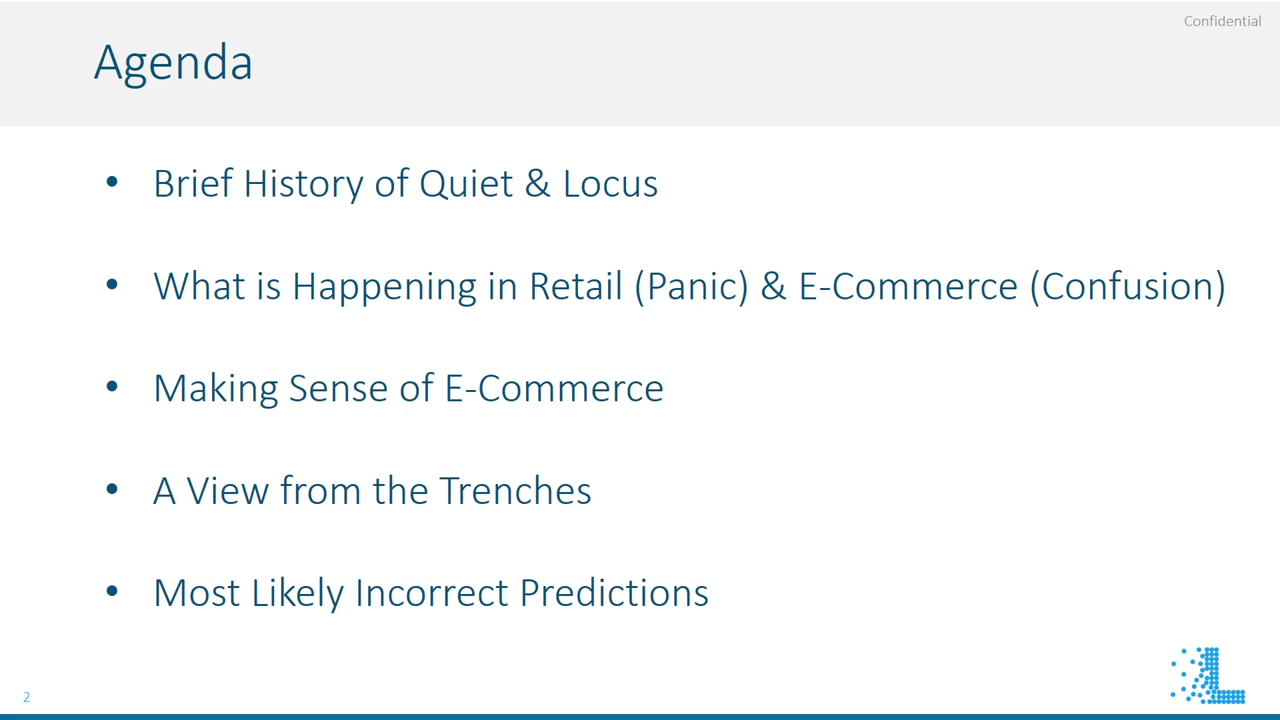 Confidential
Agenda
• Brief History of Quiet & Locus
• What is Happening in Retail (Panic) & E-Commerce (Confusion)
• Making Sense of E-Commerce
• A View from the Trenches
• Most Likely Incorrect Predictions
2